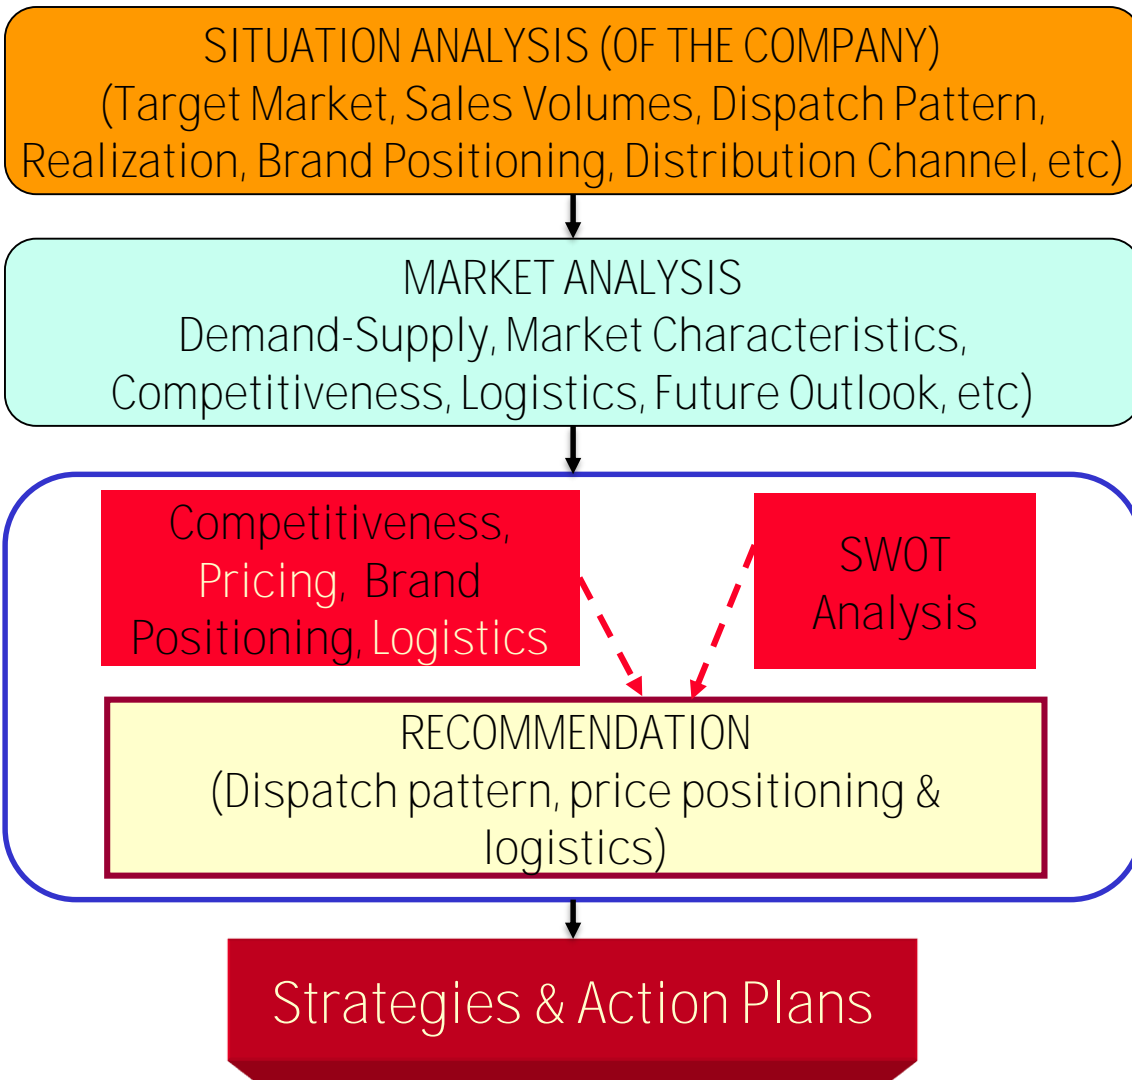 SITUATION ANALYSIS (OF THE COMPANY)
(Target Market, Sales Volumes, Dispatch Pattern,
Realization, Brand Positioning, Distribution Channel, etc)
MARKET ANALYSIS
Demand-Supply, Market Characteristics,
Competitiveness, Logistics, Future Outlook, etc)
Competitiveness,
Pricing, Brand
Positioning, Logistics
SWOT
Analysis
RECOMMENDATION
(Dispatch pattern, price positioning &
logistics)
Strategies & Action Plans